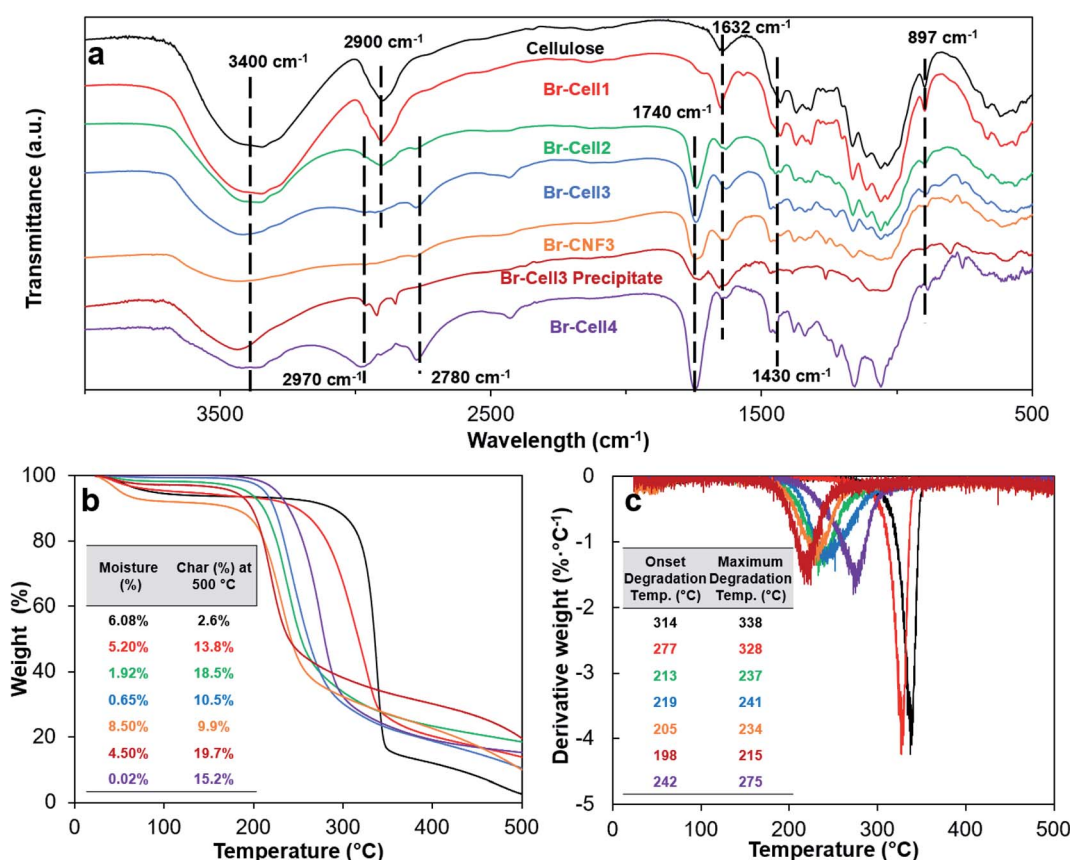 a
3400 cm⁻¹
2900 cm⁻¹
Cellulose
1632 cm⁻¹
897 cm⁻¹
Br-Cell1
1740 cm⁻¹
Br-Cell2
Br-Cell3
Br-CNF3
Br-Cell3 Precipitate
Br-Cell4
2970 cm⁻¹
2780 cm⁻¹
1430 cm⁻¹
Transmittance (a.u.)
3500
2500
1500
500
Wavelength (cm⁻¹)
b
100
80
60
40
20
0
Weight (%)
Moisture (%)
Char (%) at 500 °C
6.08% 2.6%
5.20% 13.8%
1.92% 18.5%
0.65% 10.5%
8.50% 9.9%
4.50% 19.7%
0.02% 15.2%
0 100 200 300 400 500
Temperature (°C)
c
0
-1
-2
-3
-4
-5
Derivative weight (%·°C⁻¹)
Onset Degradation Temp. (°C)
Maximum Degradation Temp. (°C)
314 338
277 328
213 237
219 241
205 234
198 215
242 275
0 100 200 300 400 500
Temperature (°C)